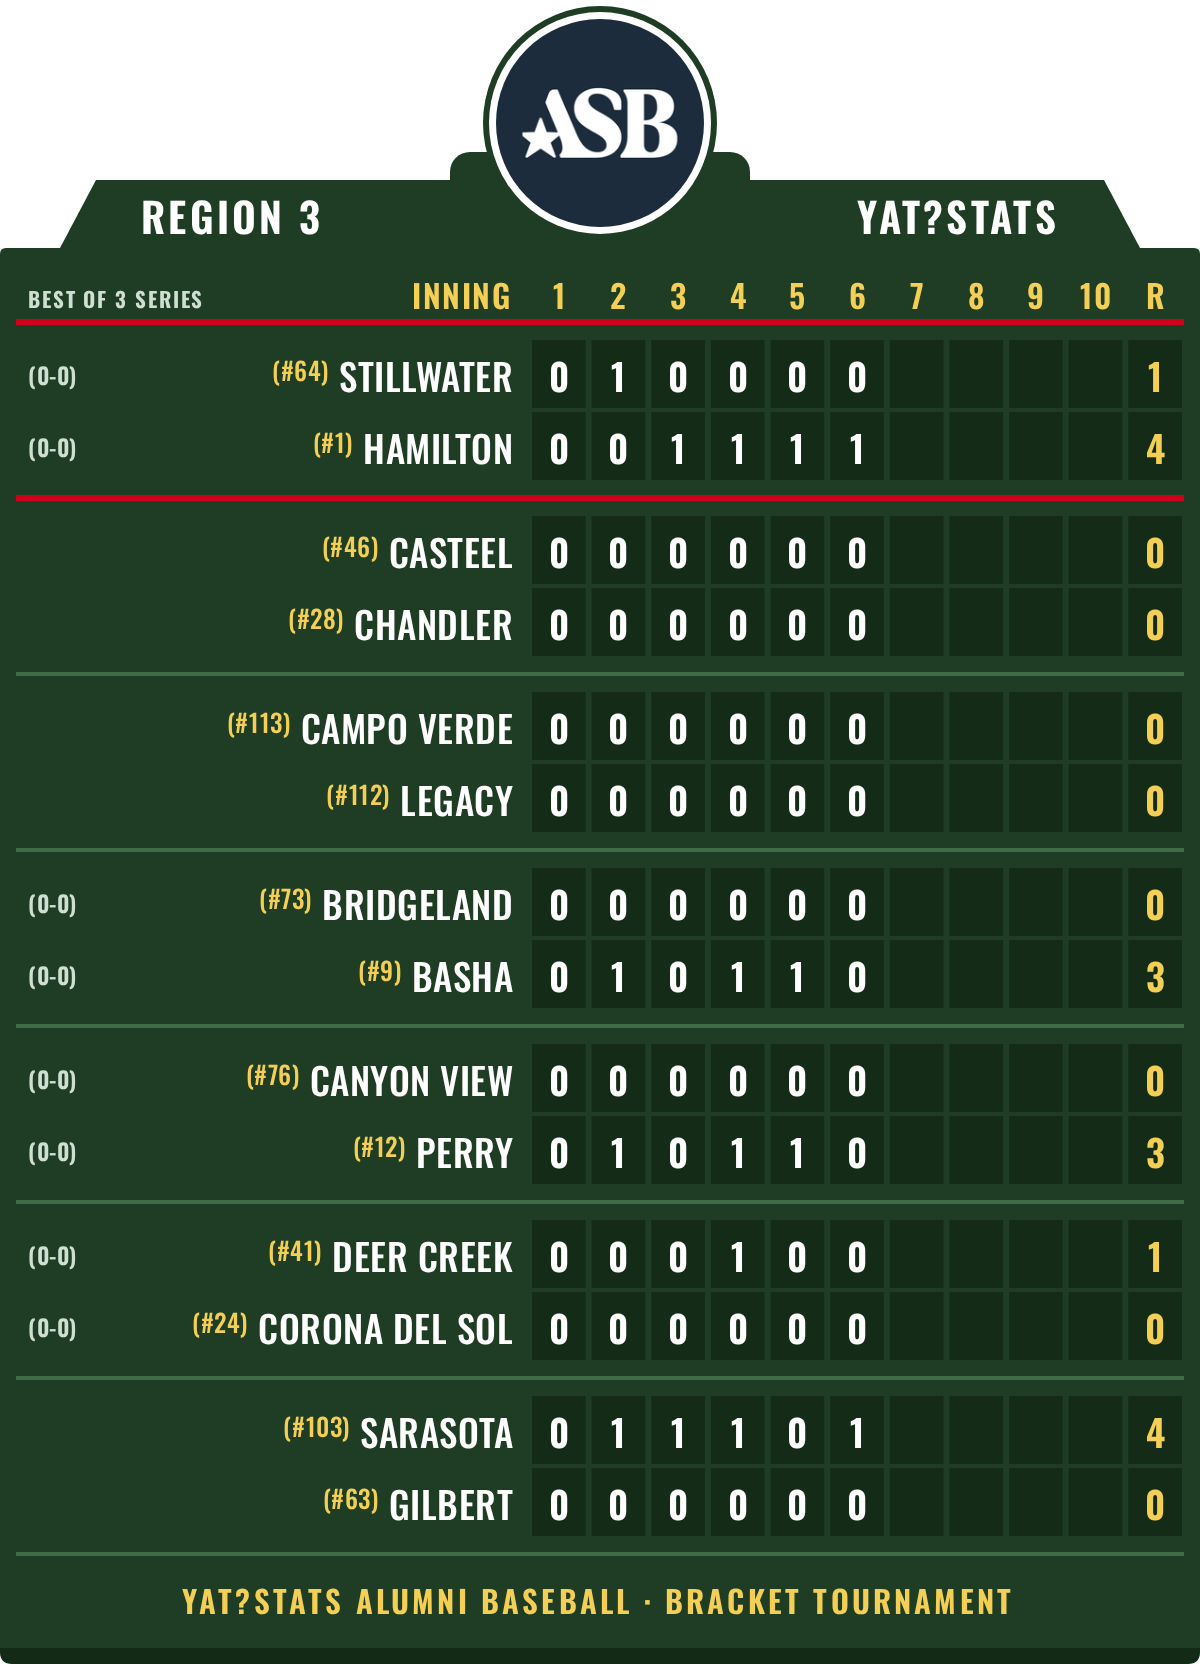 ASB
REGION 3 YAT?STATS
BEST OF 3 SERIES INNING 1 2 3 4 5 6 7 8 9 10 R
(0-0) (#64) STILLWATER 0 1 0 0 0 0 1
(0-0) (#1) HAMILTON 0 0 1 1 1 1 4
(#46) CASTEEL 0 0 0 0 0 0 0
(#28) CHANDLER 0 0 0 0 0 0 0
(#113) CAMPO VERDE 0 0 0 0 0 0 0
(#112) LEGACY 0 0 0 0 0 0 0
(0-0) (#73) BRIDGELAND 0 0 0 0 0 0 0
(0-0) (#9) BASHA 0 1 0 1 1 0 3
(0-0) (#76) CANYON VIEW 0 0 0 0 0 0 0
(0-0) (#12) PERRY 0 1 0 1 1 0 3
(0-0) (#41) DEER CREEK 0 0 0 1 0 0 1
(0-0) (#24) CORONA DEL SOL 0 0 0 0 0 0 0
(#103) SARASOTA 0 1 1 1 0 1 4
(#63) GILBERT 0 0 0 0 0 0 0
YAT?STATS ALUMNI BASEBALL · BRACKET TOURNAMENT